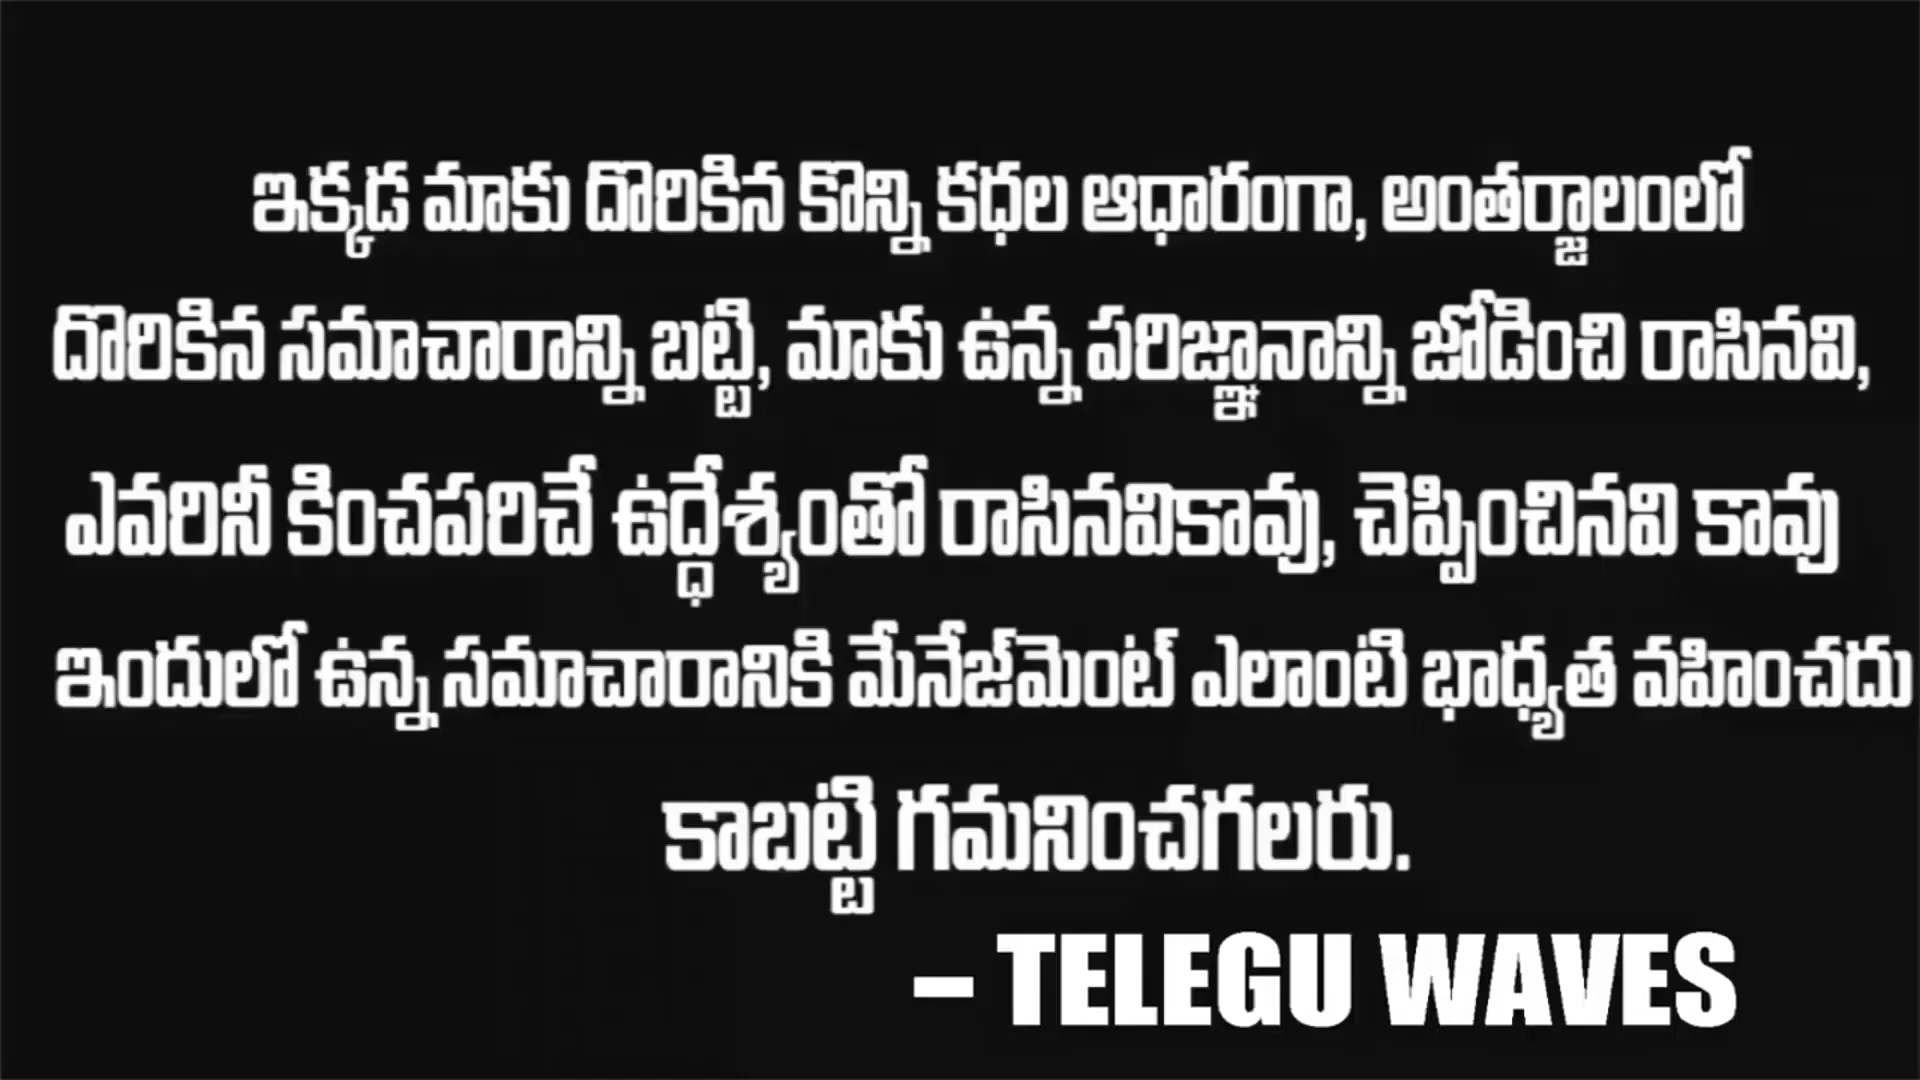 ఇక్కడ మాకు దొరికిన కొన్ని కధల ఆధారంగా, అంతర్జాలంలో
దొరికిన సమాచారాన్ని బట్టి, మాకు ఉన్న పరిజ్ఞానాన్ని జోడించి రాసినవి,
ఎవరినీ కించపరిచే ఉద్ధేశ్యంతో రాసినవికావు, చెప్పించినవి కావు
ఇందులో ఉన్న సమాచారానికి మేనేజ్‌మెంట్ ఎలాంటి భాధ్యత వహించదు
కాబట్టి గమనించగలరు.
– TELEGU WAVES